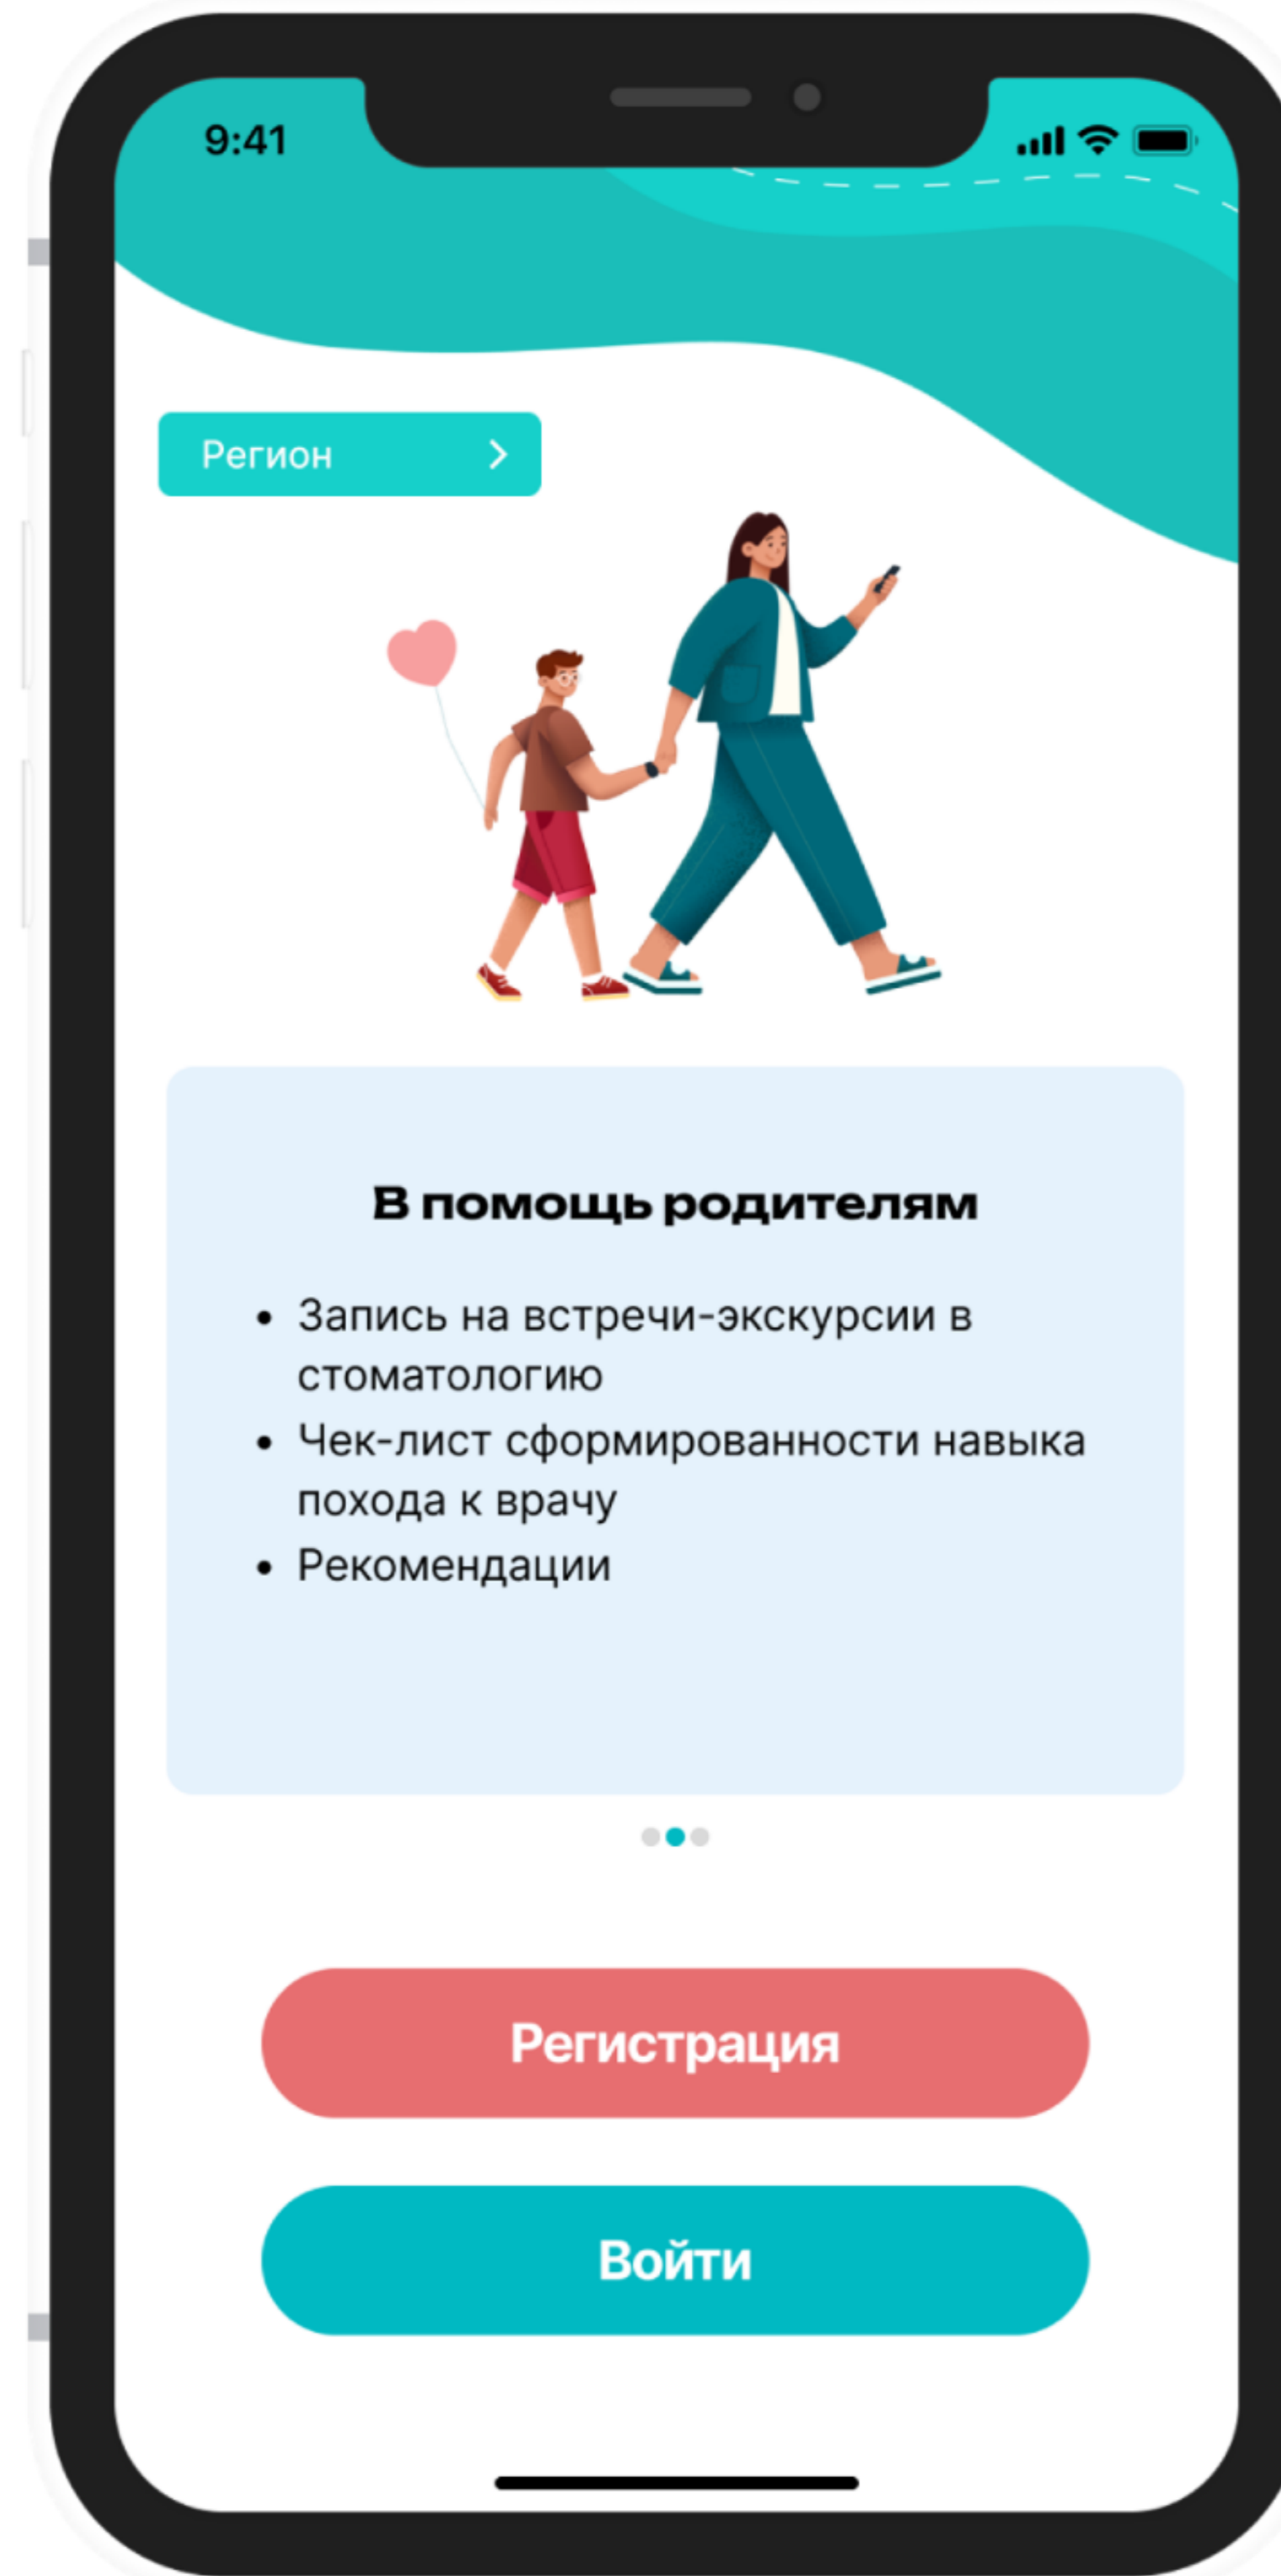 9:41
Регион
В помощь родителям
• Запись на встречи-экскурсии в
стоматологию
• Чек-лист сформированности навыка
похода к врачу
• Рекомендации
Регистрация
Войти